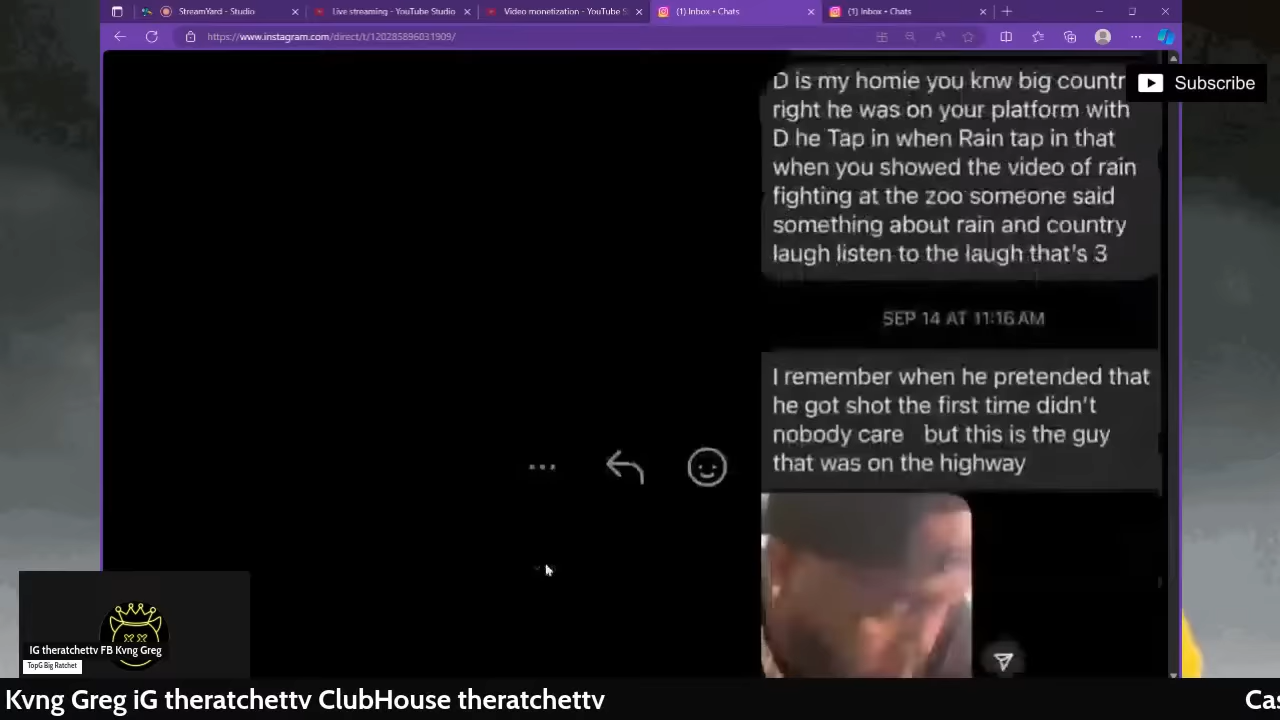 StreamYard - Studio
Live streaming - YouTube Studio
Video monetization - YouTube S
(1) Inbox • Chats
(1) Inbox • Chats
https://www.instagram.com/direct/t/120285896031909/
Subscribe
D is my homie you knw big countr
right he was on your platform with
D he Tap in when Rain tap in that
when you showed the video of rain
fighting at the zoo someone said
something about rain and country
laugh listen to the laugh that's 3
SEP 14 AT 11:16 AM
I remember when he pretended that
he got shot the first time didn't
nobody care but this is the guy
that was on the highway
IG theratchettv FB Kvng Greg
TopG Big Ratchet
Kvng Greg iG theratchettv ClubHouse theratchettv
Cas